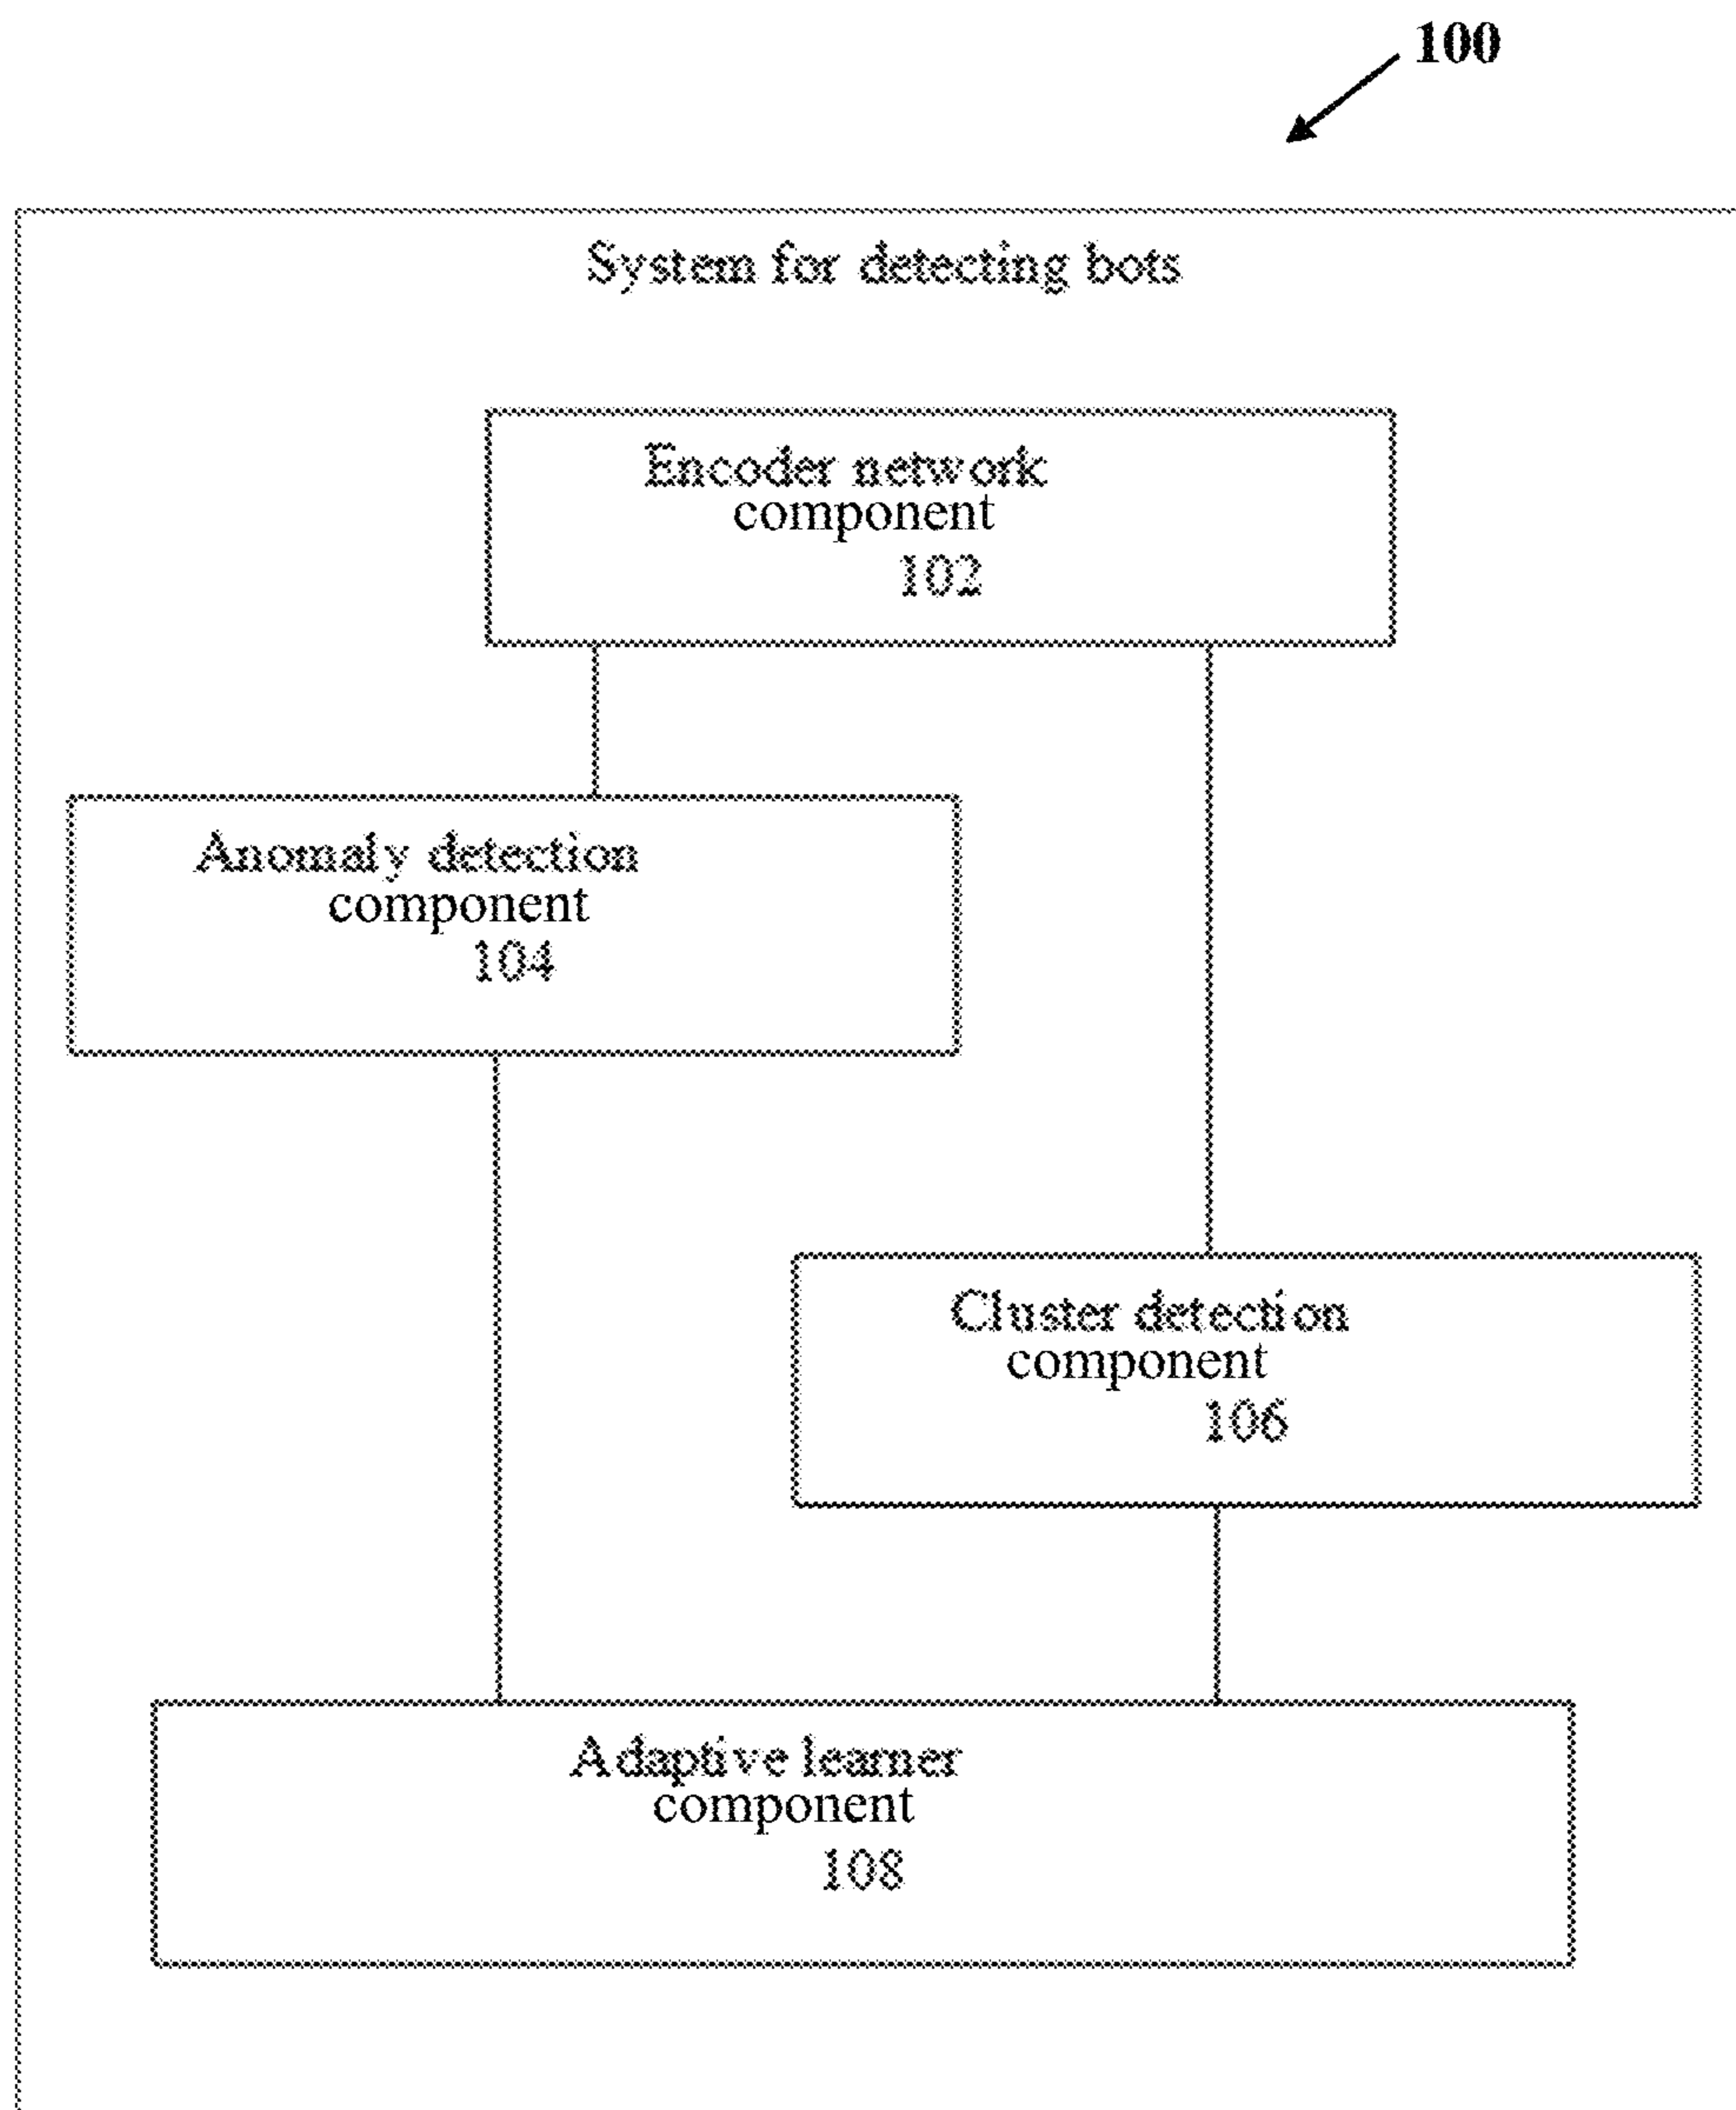 100
System for detecting bots
Encoder network
component
102
Anomaly detection
component
104
Cluster detection
component
106
Adaptive learner
component
108